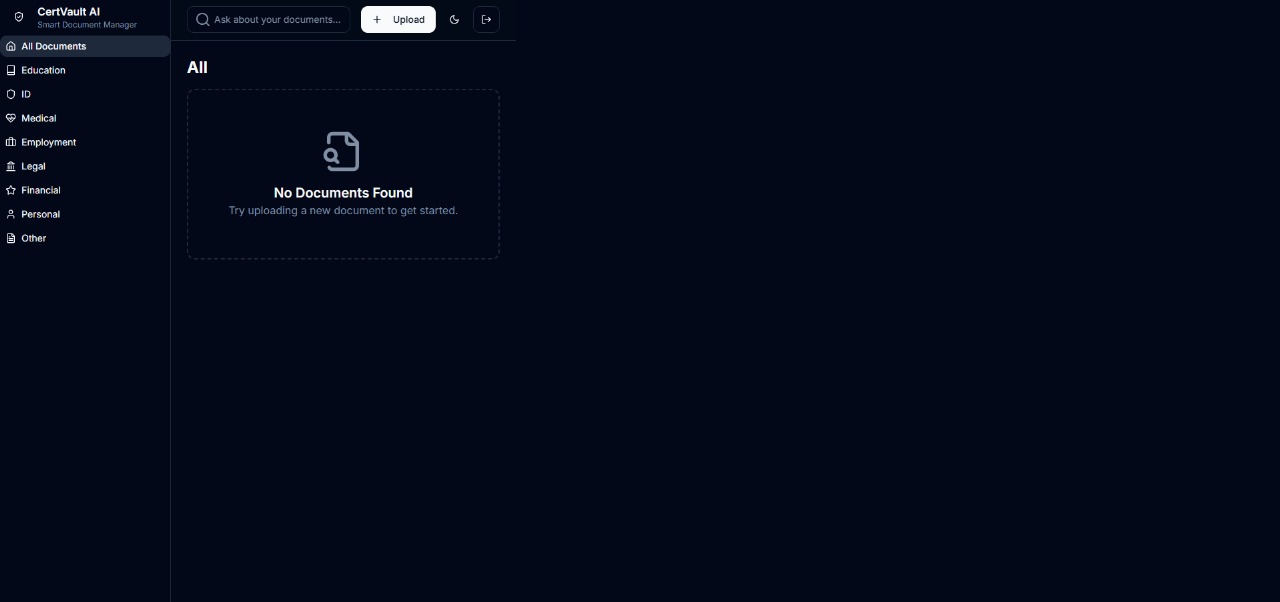 CertVault AI
Smart Document Manager
All Documents
Education
ID
Medical
Employment
Legal
Financial
Personal
Other
Ask about your documents...
Upload
All
No Documents Found
Try uploading a new document to get started.